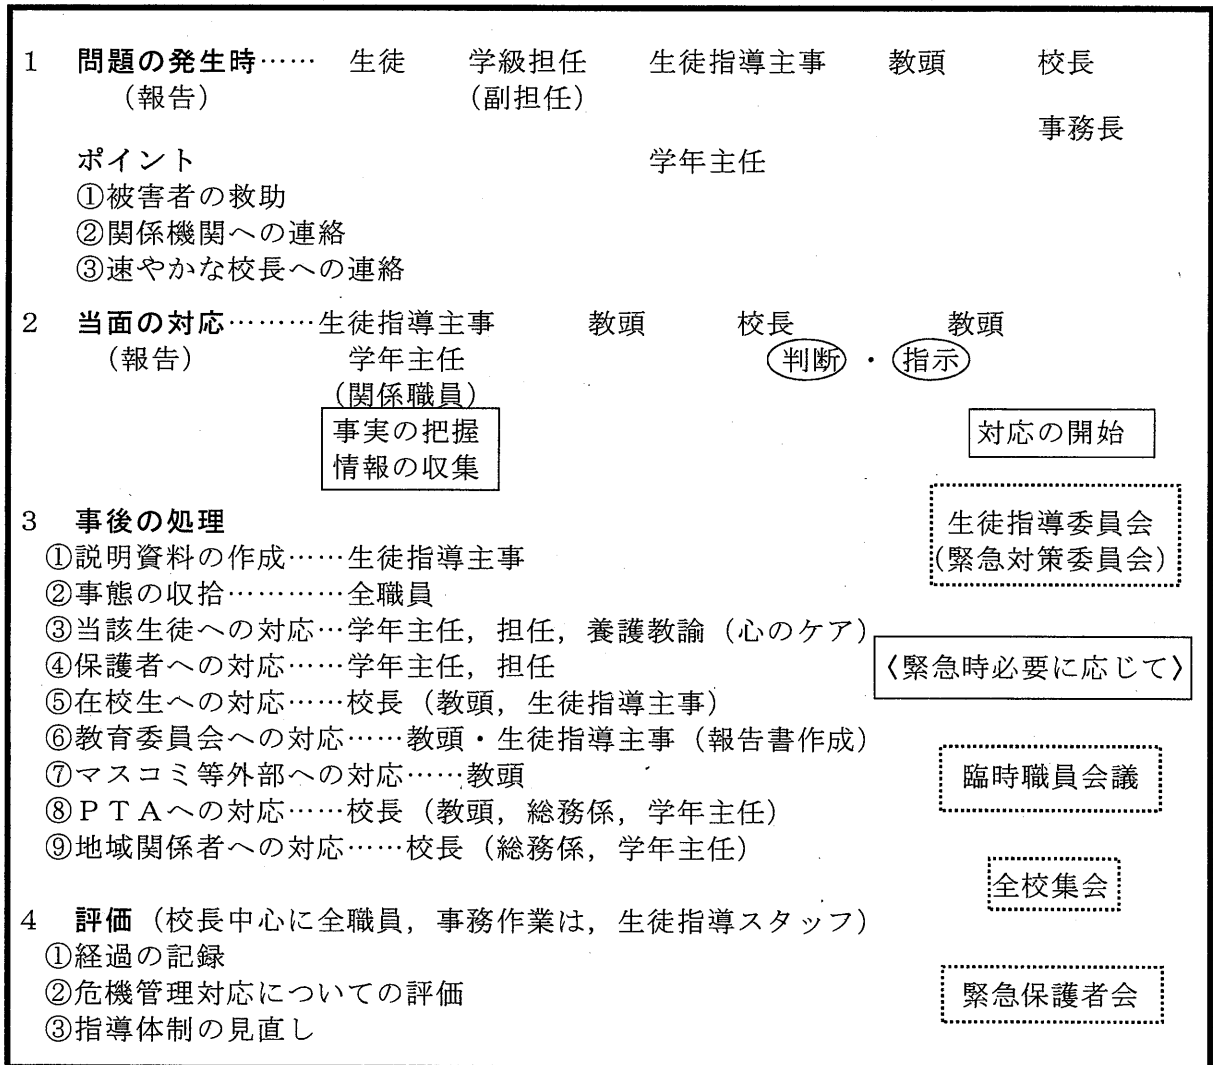 1 問題の発生時…… 生徒 学級担任 生徒指導主事 教頭 校長
(報告) (副担任)
事務長
ポイント 学年主任
①被害者の救助
②関係機関への連絡
③速やかな校長への連絡
2 当面の対応………生徒指導主事 教頭 校長 教頭
(報告) 学年主任 判断・指示
(関係職員)
事実の把握 対応の開始
情報の収集
3 事後の処理 生徒指導委員会
①説明資料の作成……生徒指導主事 (緊急対策委員会)
②事態の収拾…………全職員
③当該生徒への対応…学年主任,担任,養護教諭(心のケア)
④保護者への対応……学年主任,担任 〈緊急時必要に応じて〉
⑤在校生への対応……校長(教頭,生徒指導主事)
⑥教育委員会への対応……教頭・生徒指導主事(報告書作成)
⑦マスコミ等外部への対応……教頭 臨時職員会議
⑧PTAへの対応……校長(教頭,総務係,学年主任)
⑨地域関係者への対応……校長(総務係,学年主任)
全校集会
4 評価(校長中心に全職員,事務作業は,生徒指導スタッフ)
①経過の記録
②危機管理対応についての評価 緊急保護者会
③指導体制の見直し